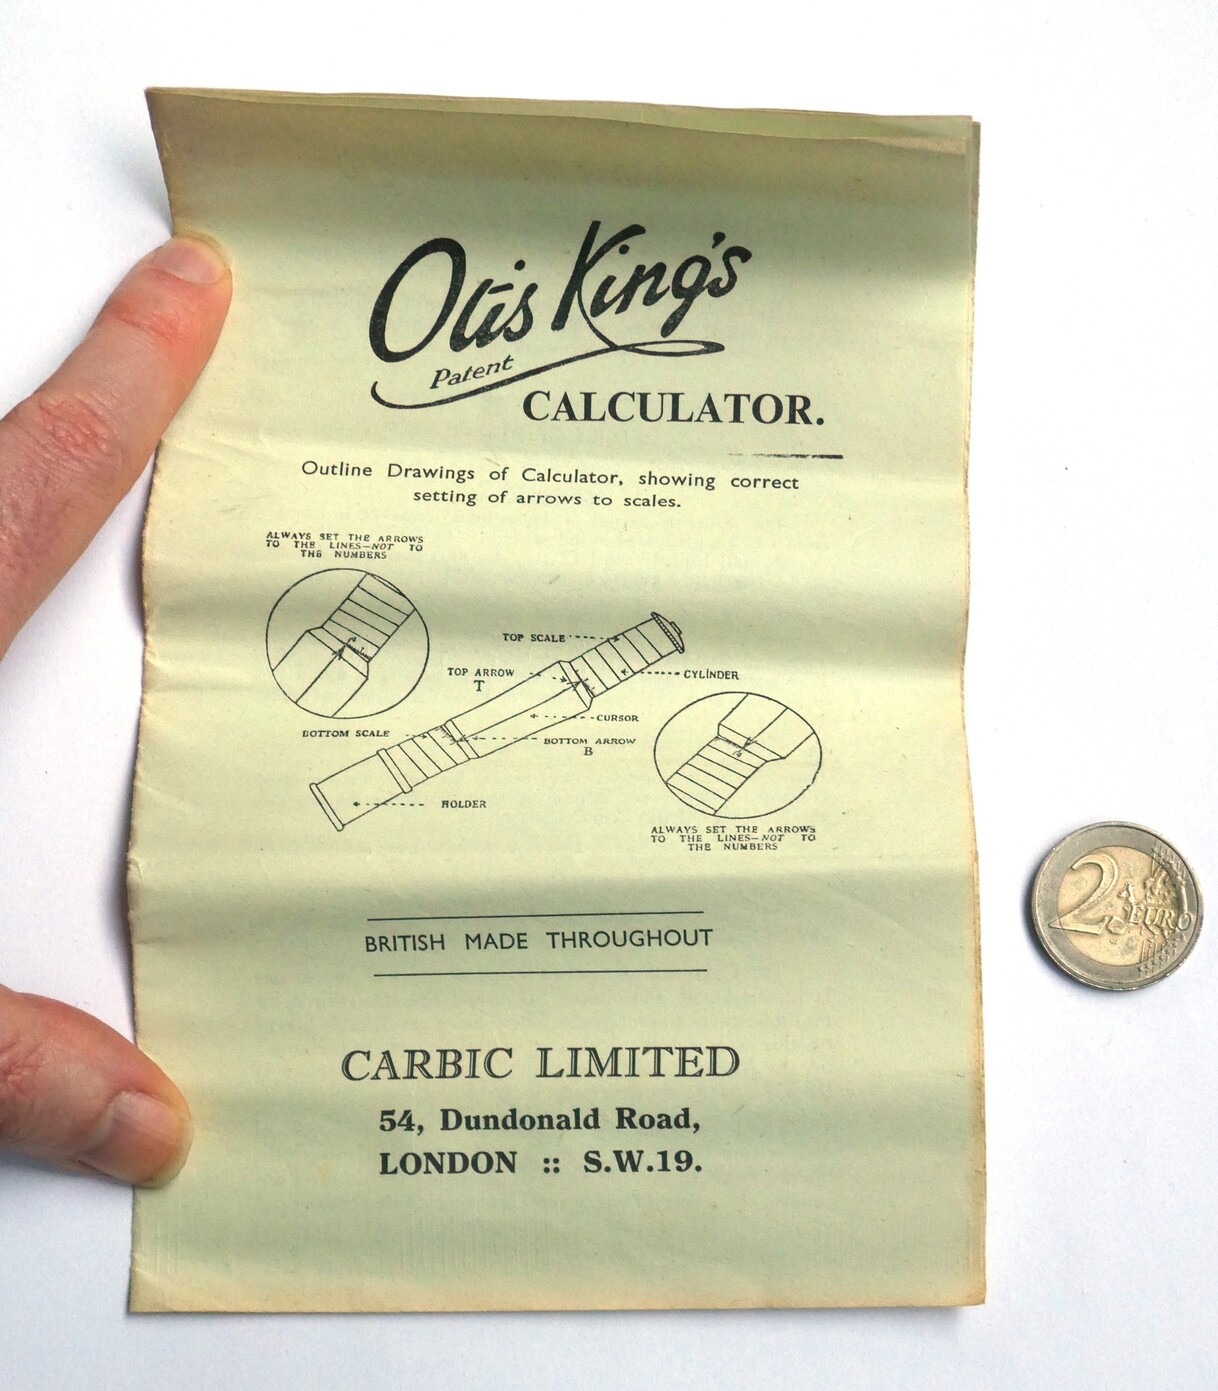 Otis King's
Patent
CALCULATOR.
Outline Drawings of Calculator, showing correct
setting of arrows to scales.
ALWAYS SET THE ARROWS
TO THE LINES—NOT TO
THE NUMBERS
TOP SCALE
TOP ARROW
T
CYLINDER
CURSOR
BOTTOM SCALE
BOTTOM ARROW
B
HOLDER
ALWAYS SET THE ARROWS
TO THE LINES—NOT TO
THE NUMBERS
BRITISH MADE THROUGHOUT
CARBIC LIMITED
54, Dundonald Road,
LONDON :: S.W.19.
2 EURO